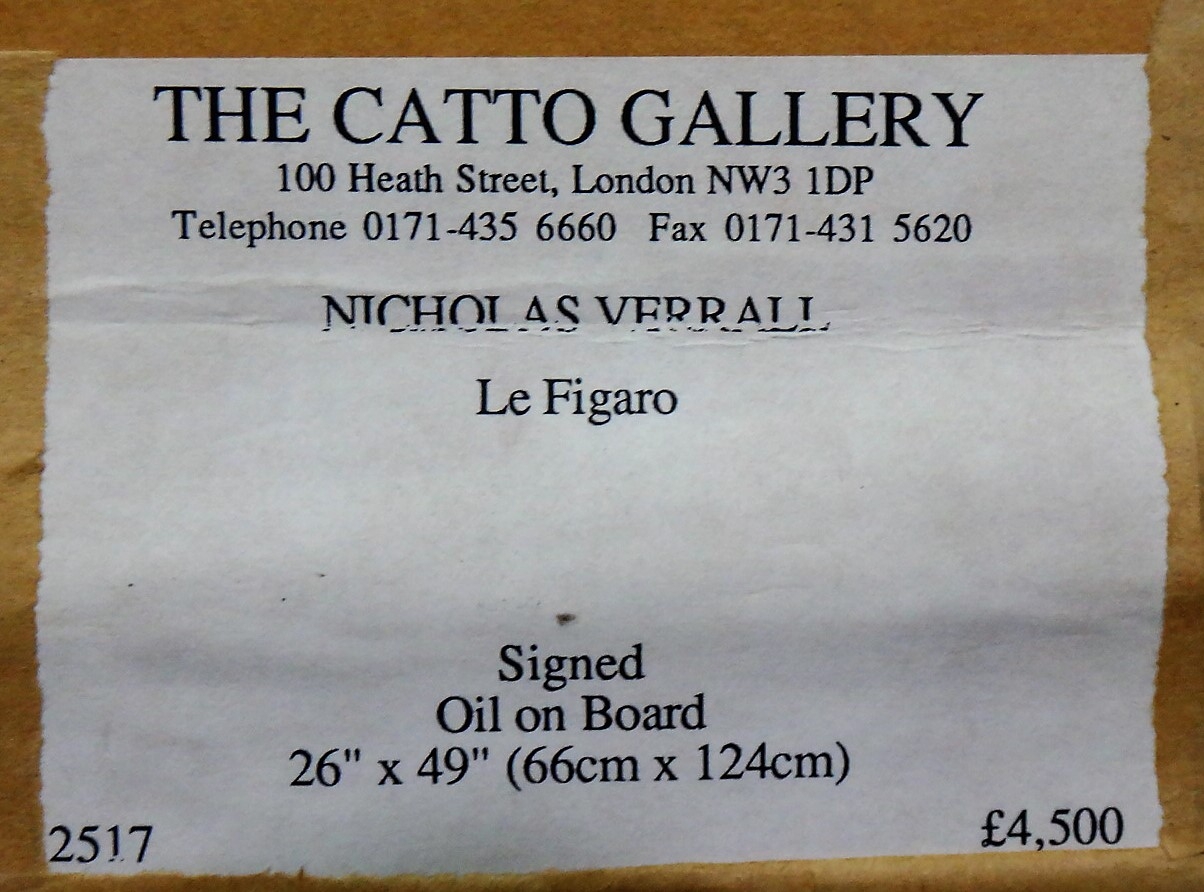 THE CATTO GALLERY
100 Heath Street, London NW3 1DP
Telephone 0171-435 6660 Fax 0171-431 5620
NICHOLAS VERRALL
Le Figaro
Signed
Oil on Board
26" x 49" (66cm x 124cm)
2517 £4,500